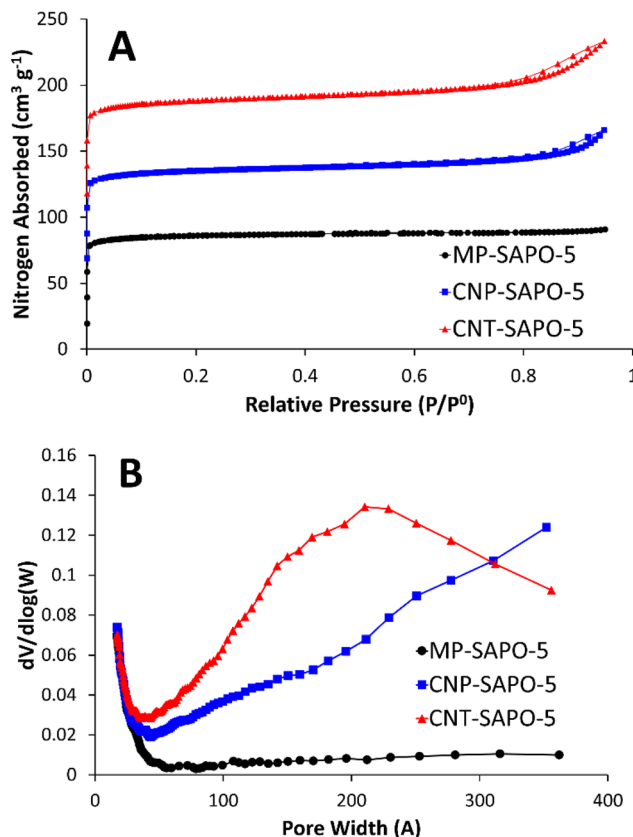 A
Nitrogen Absorbed (cm³ g⁻¹)
250
200
150
100
50
0
MP-SAPO-5
CNP-SAPO-5
CNT-SAPO-5
0 0.2 0.4 0.6 0.8 1
Relative Pressure (P/P⁰)
B
dV/dlog(W)
0.16
0.14
0.12
0.1
0.08
0.06
0.04
0.02
0
MP-SAPO-5
CNP-SAPO-5
CNT-SAPO-5
0 100 200 300 400
Pore Width (A)